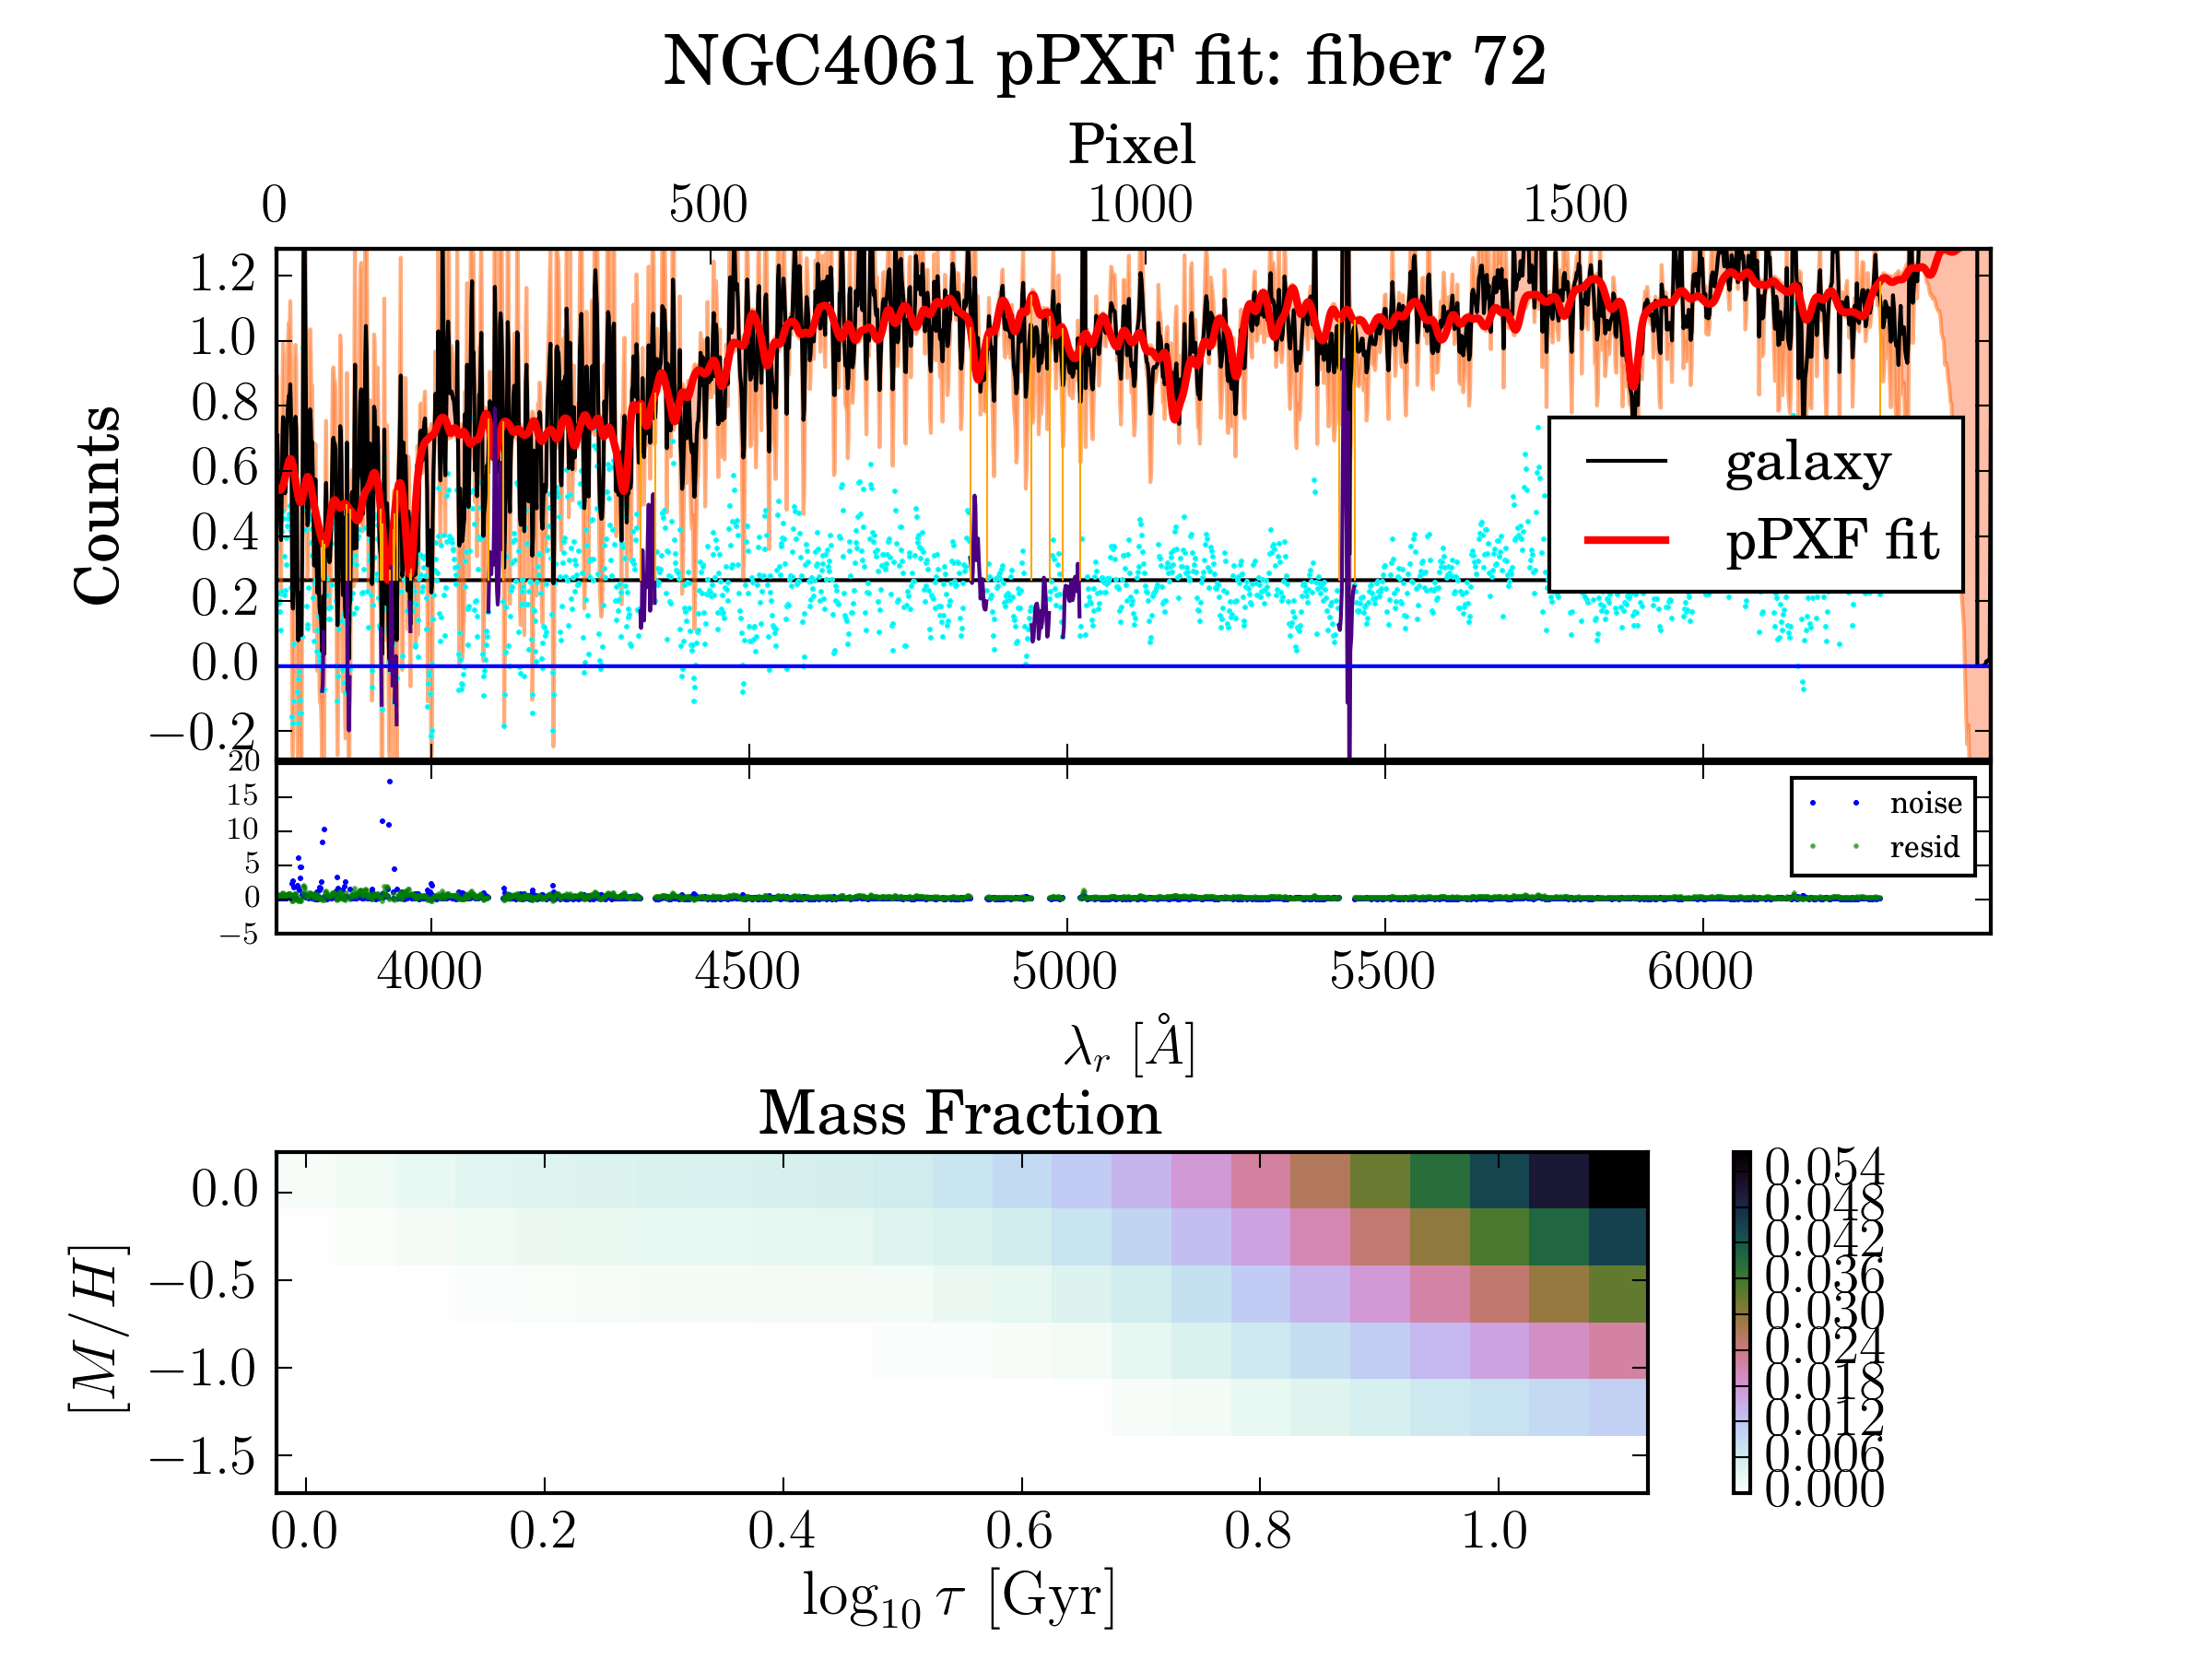 NGC4061 pPXF fit: fiber 72
Pixel
0 500 1000 1500
Counts
1.2
1.0
0.8
0.6
0.4
0.2
0.0
−0.2
galaxy
pPXF fit
20
15
10
5
0
−5
noise
resid
4000 4500 5000 5500 6000
λr [Å]
Mass Fraction
[M/H]
0.0
−0.5
−1.0
−1.5
0.054
0.048
0.042
0.036
0.030
0.024
0.018
0.012
0.006
0.000
0.0 0.2 0.4 0.6 0.8 1.0
log10 τ [Gyr]